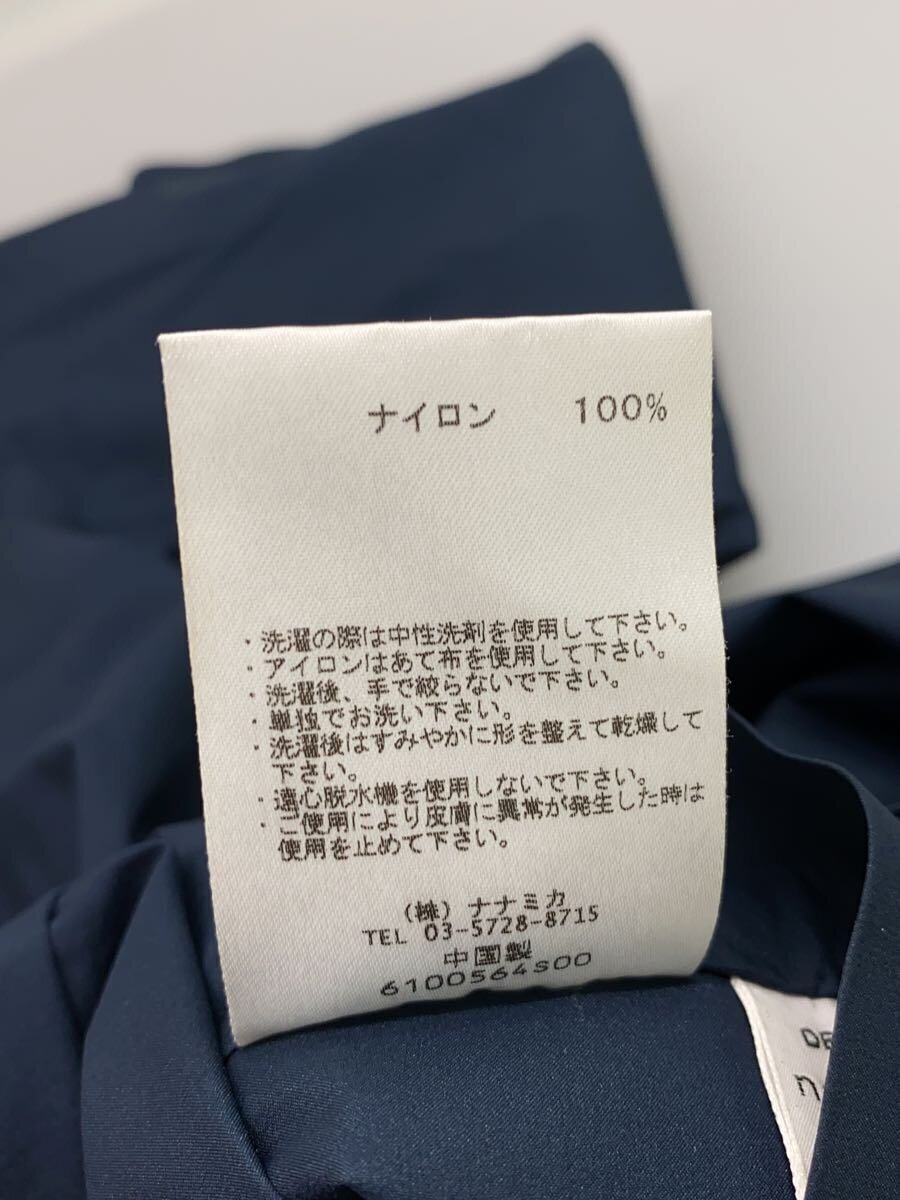 ナイロン 100%
・洗濯の際は中性洗剤を使用して下さい。
・アイロンはあて布を使用して下さい。
・洗濯後、手で絞らないで下さい。
・単独でお洗い下さい。
・洗濯後はすみやかに形を整えて乾燥して
下さい。
・遠心脱水機を使用しないで下さい。
・ご使用により皮膚に異常が発生した時は
使用を止めて下さい。
(株) ナナミカ
TEL 03-5728-8715
中国製
6100564S00